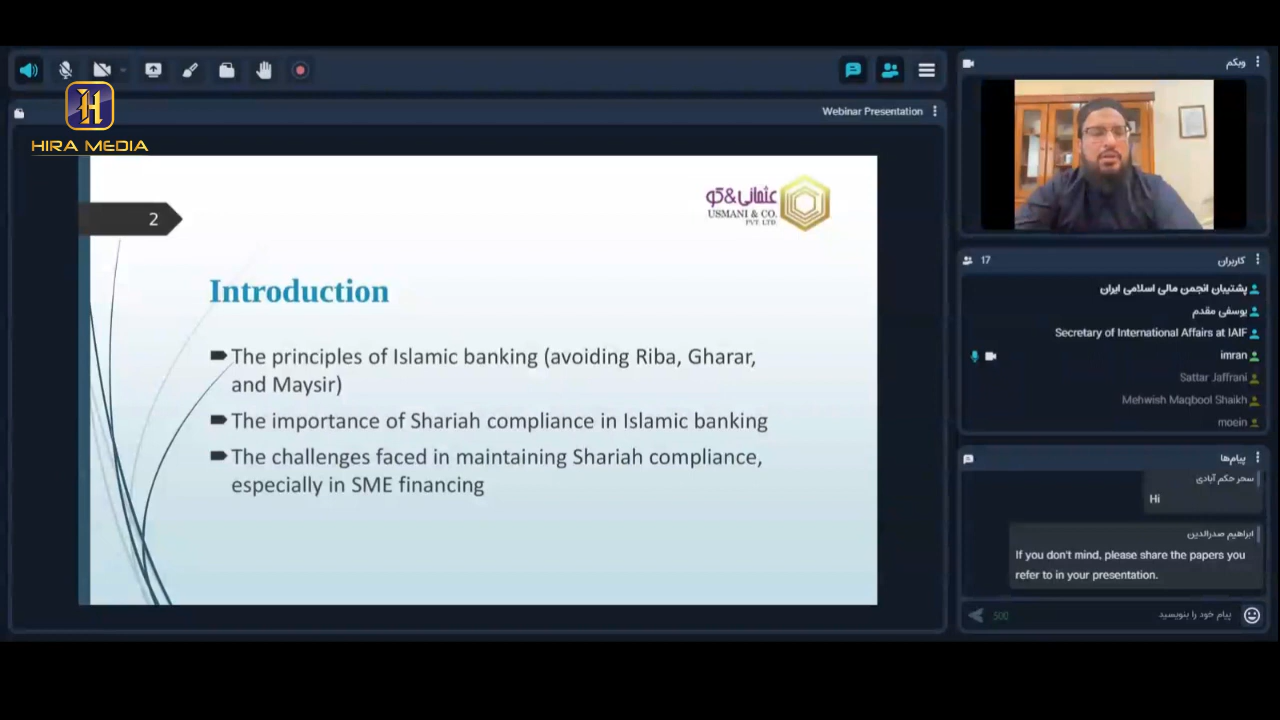 HIRA MEDIA
Webinar Presentation
2
عثمانی&کو
USMANI & CO.
PVT. LTD.
Introduction
The principles of Islamic banking (avoiding Riba, Gharar,
and Maysir)
The importance of Shariah compliance in Islamic banking
The challenges faced in maintaining Shariah compliance,
especially in SME financing
وبکم
کاربران
17
پشتیبان انجمن مالی اسلامی ایران
یوسفی مقدم
Secretary of International Affairs at IAIF
imran
Sattar Jaffrani
Mehwish Maqbool Shaikh
moein
پیام‌ها
سحر حکم آبادی
Hi
ابراهیم صدرالدین
If you don't mind, please share the papers you
refer to in your presentation.
پیام خود را بنویسید
500